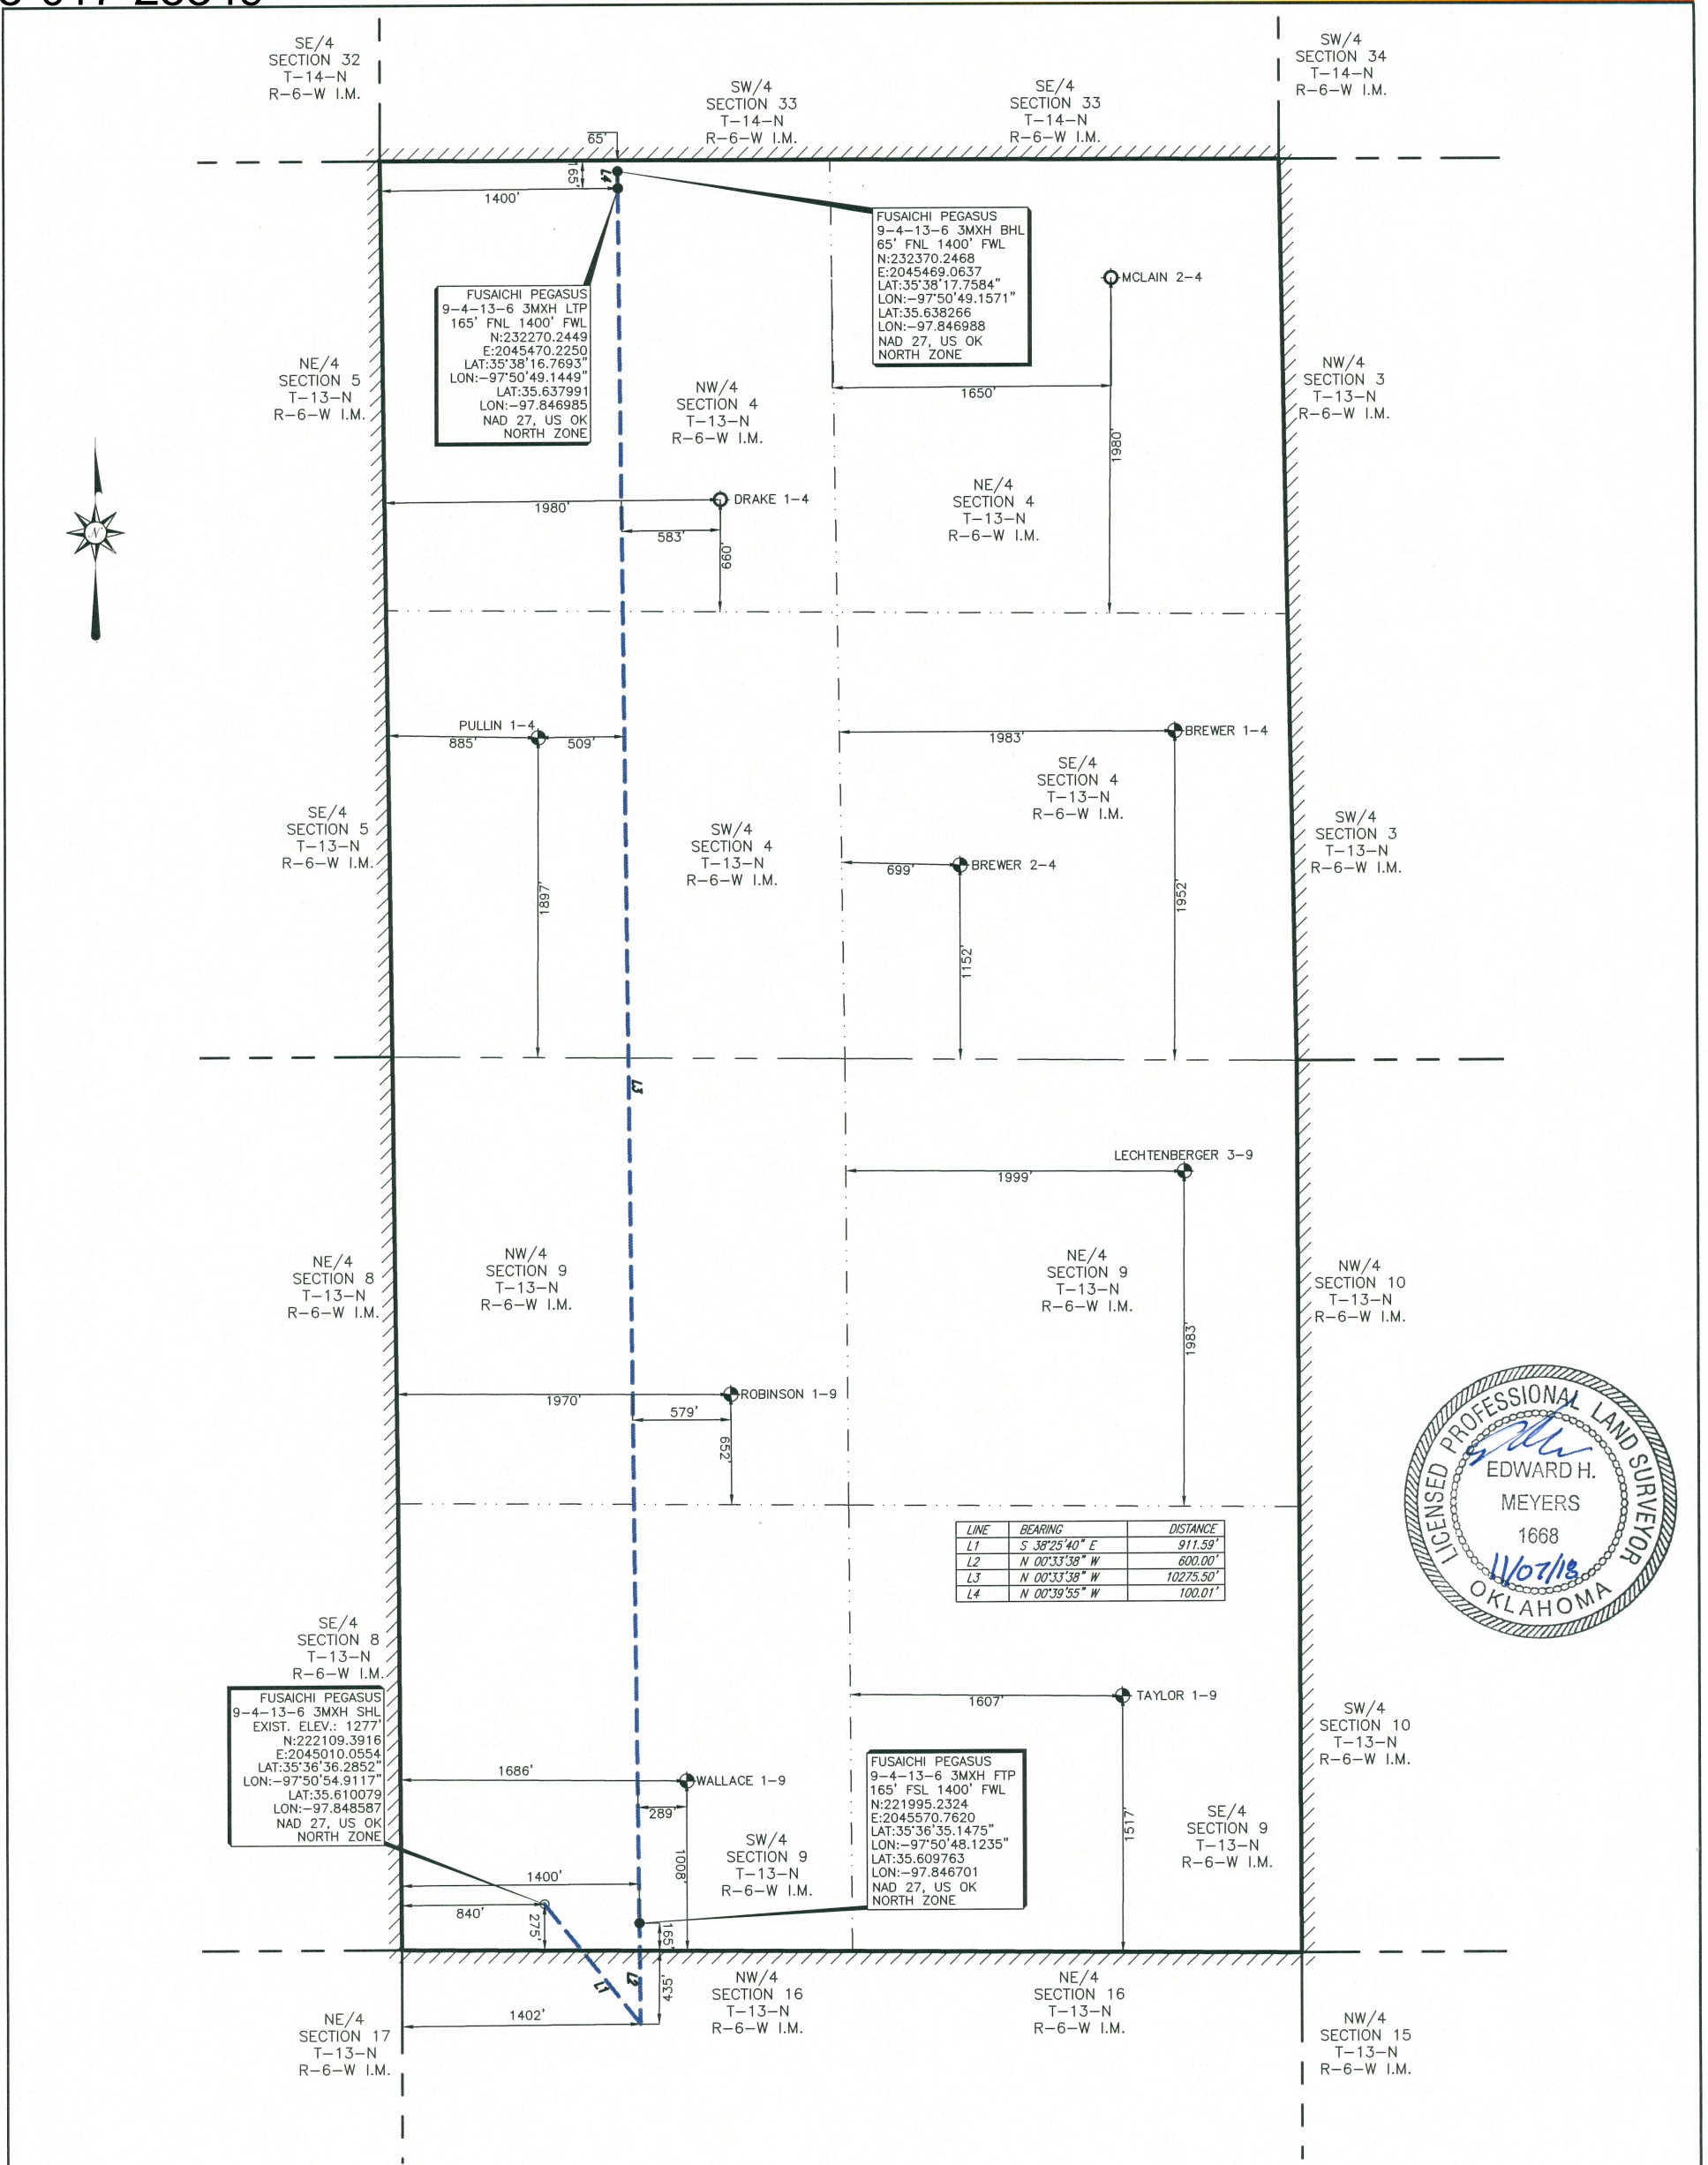 SE/4
SECTION 32
T-14-N
R-6-W I.M.
SW/4
SECTION 33
T-14-N
R-6-W I.M.
SE/4
SECTION 33
T-14-N
R-6-W I.M.
SW/4
SECTION 34
T-14-N
R-6-W I.M.
65'
165'
L4
1400'
FUSAICHI PEGASUS
9-4-13-6 3MXH BHL
65' FNL 1400' FWL
N:232370.2468
E:2045469.0637
LAT:35°38'17.7584"
LON:-97°50'49.1571"
LAT:35.638266
LON:-97.846988
NAD 27, US OK
NORTH ZONE
MCLAIN 2-4
FUSAICHI PEGASUS
9-4-13-6 3MXH LTP
165' FNL 1400' FWL
N:232270.2449
E:2045470.2250
LAT:35°38'16.7693"
LON:-97°50'49.1449"
LAT:35.637991
LON:-97.846985
NAD 27, US OK
NORTH ZONE
NE/4
SECTION 5
T-13-N
R-6-W I.M.
NW/4
SECTION 4
T-13-N
R-6-W I.M.
1650'
1980'
NW/4
SECTION 3
T-13-N
R-6-W I.M.
N
1980'
DRAKE 1-4
583'
660'
NE/4
SECTION 4
T-13-N
R-6-W I.M.
PULLIN 1-4
885'
509'
1897'
1983'
BREWER 1-4
SE/4
SECTION 4
T-13-N
R-6-W I.M.
SE/4
SECTION 5
T-13-N
R-6-W I.M.
SW/4
SECTION 4
T-13-N
R-6-W I.M.
699'
BREWER 2-4
1152'
1952'
SW/4
SECTION 3
T-13-N
R-6-W I.M.
L3
LECHTENBERGER 3-9
1999'
1983'
NE/4
SECTION 8
T-13-N
R-6-W I.M.
NW/4
SECTION 9
T-13-N
R-6-W I.M.
NE/4
SECTION 9
T-13-N
R-6-W I.M.
NW/4
SECTION 10
T-13-N
R-6-W I.M.
1970'
ROBINSON 1-9
579'
652'
LICENSED PROFESSIONAL LAND SURVEYOR
EDWARD H.
MEYERS
1668
11/07/18
OKLAHOMA
LINE BEARING DISTANCE
L1 S 38°25'40" E 911.59'
L2 N 00°33'38" W 600.00'
L3 N 00°33'38" W 10275.50'
L4 N 00°39'55" W 100.01'
SE/4
SECTION 8
T-13-N
R-6-W I.M.
FUSAICHI PEGASUS
9-4-13-6 3MXH SHL
EXIST. ELEV.: 1277'
N:222109.3916
E:2045010.0554
LAT:35°36'36.2852"
LON:-97°50'54.9117"
LAT:35.610079
LON:-97.848587
NAD 27, US OK
NORTH ZONE
1607'
TAYLOR 1-9
1517'
SW/4
SECTION 10
T-13-N
R-6-W I.M.
1686'
WALLACE 1-9
289'
1008'
SW/4
SECTION 9
T-13-N
R-6-W I.M.
FUSAICHI PEGASUS
9-4-13-6 3MXH FTP
165' FSL 1400' FWL
N:221995.2324
E:2045570.7620
LAT:35°36'35.1475"
LON:-97°50'48.1235"
LAT:35.609763
LON:-97.846701
NAD 27, US OK
NORTH ZONE
SE/4
SECTION 9
T-13-N
R-6-W I.M.
1400'
840'
275'
165'
L1
L2
435'
1402'
NE/4
SECTION 17
T-13-N
R-6-W I.M.
NW/4
SECTION 16
T-13-N
R-6-W I.M.
NE/4
SECTION 16
T-13-N
R-6-W I.M.
NW/4
SECTION 15
T-13-N
R-6-W I.M.